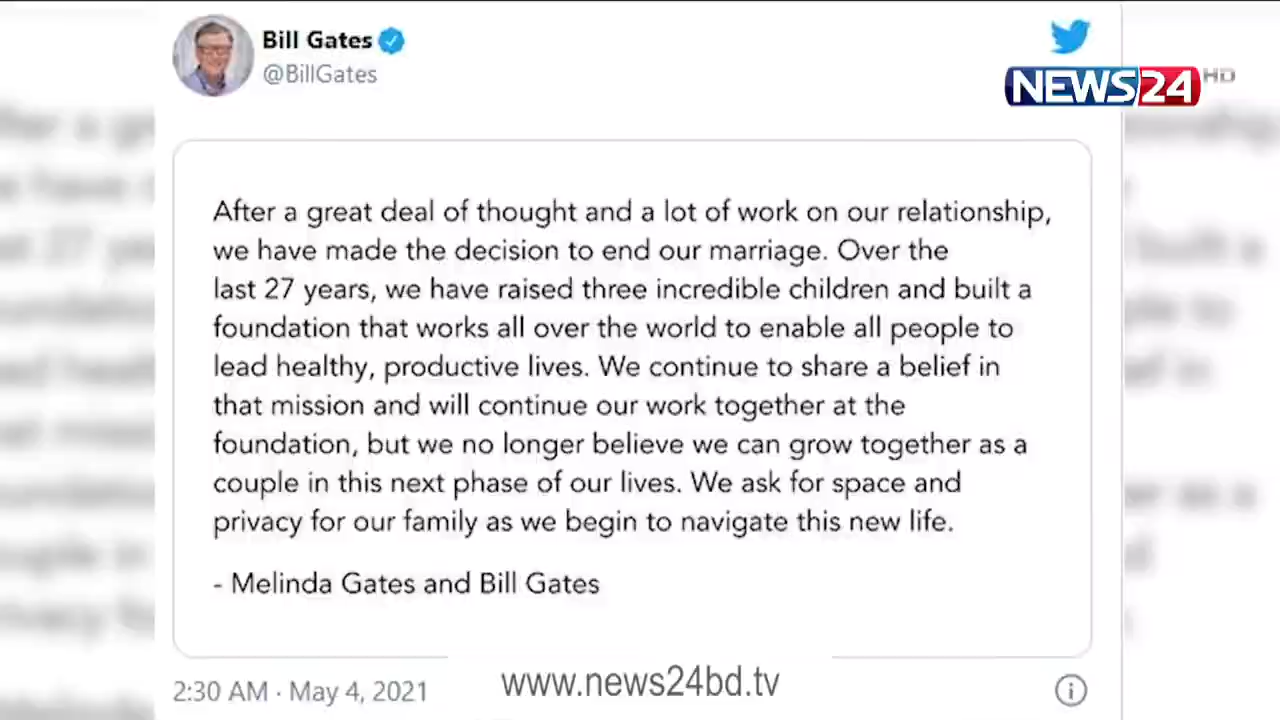 Bill Gates
@BillGates
NEWS24 HD
After a great deal of thought and a lot of work on our relationship,
we have made the decision to end our marriage. Over the
last 27 years, we have raised three incredible children and built a
foundation that works all over the world to enable all people to
lead healthy, productive lives. We continue to share a belief in
that mission and will continue our work together at the
foundation, but we no longer believe we can grow together as a
couple in this next phase of our lives. We ask for space and
privacy for our family as we begin to navigate this new life.
- Melinda Gates and Bill Gates
2:30 AM · May 4, 2021
www.news24bd.tv